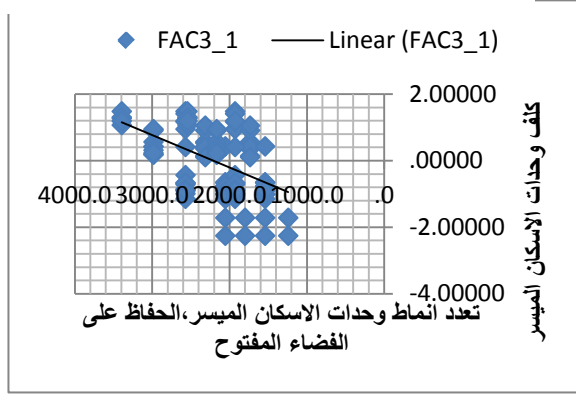 FAC3_1 Linear (FAC3_1)
2.00000
.00000
-2.00000
-4.00000
4000.0 3000.0 2000.0 1000.0 .0
كلف وحدات الاسكان الميسر
تعدد انماط وحدات الاسكان الميسر،الحفاظ على
الفضاء المفتوح